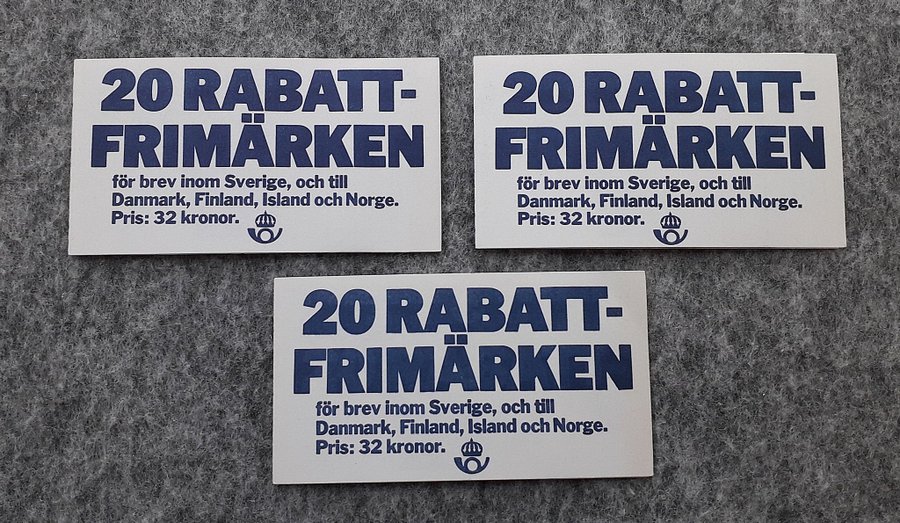 20 RABATT-
FRIMÄRKEN
för brev inom Sverige, och till
Danmark, Finland, Island och Norge.
Pris: 32 kronor.
20 RABATT-
FRIMÄRKEN
för brev inom Sverige, och till
Danmark, Finland, Island och Norge.
Pris: 32 kronor.
20 RABATT-
FRIMÄRKEN
för brev inom Sverige, och till
Danmark, Finland, Island och Norge.
Pris: 32 kronor.